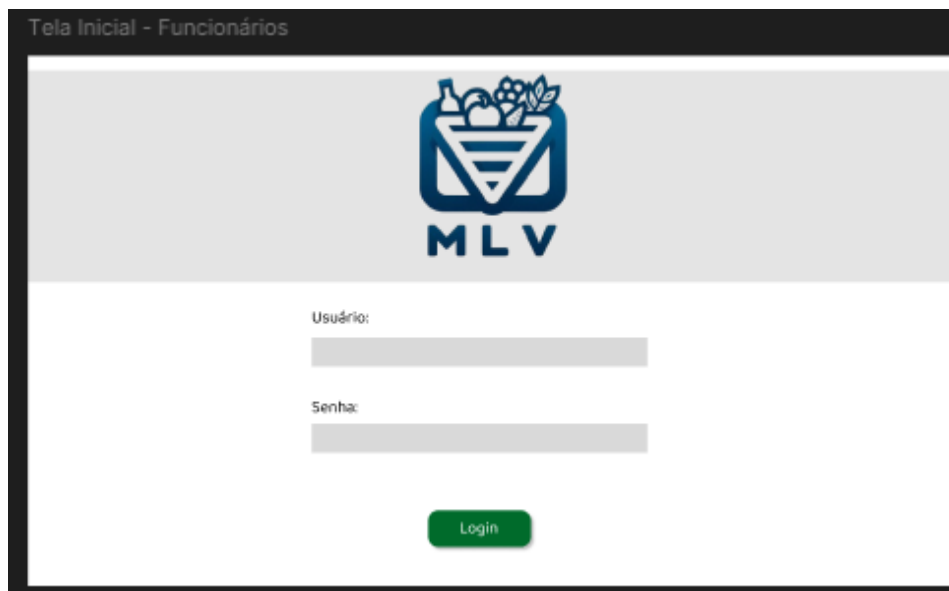 Tela Inicial - Funcionários
MLV
Usuário:
Senha:
Login